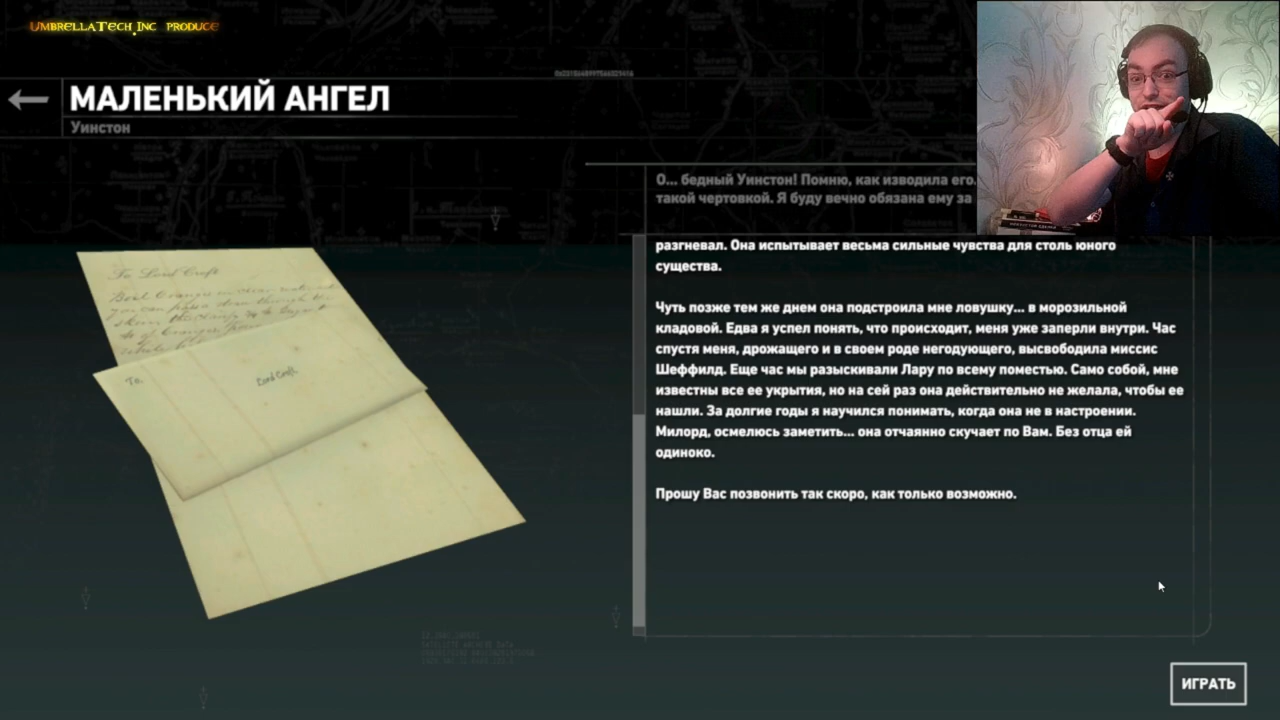 UmbrellaTech.Inc produce
МАЛЕНЬКИЙ АНГЕЛ
Уинстон
О... бедный Уинстон! Помню, как изводила его.
такой чертовкой. Я буду вечно обязана ему за
разгневал. Она испытывает весьма сильные чувства для столь юного
существа.
Чуть позже тем же днем она подстроила мне ловушку... в морозильной
кладовой. Едва я успел понять, что происходит, меня уже заперли внутри. Час
спустя меня, дрожащего и в своем роде негодующего, высвободила миссис
Шеффилд. Еще час мы разыскивали Лару по всему поместью. Само собой, мне
известны все ее укрытия, но на сей раз она действительно не желала, чтобы ее
нашли. За долгие годы я научился понимать, когда она не в настроении.
Милорд, осмелюсь заметить... она отчаянно скучает по Вам. Без отца ей
одиноко.
Прошу Вас позвонить так скоро, как только возможно.
To Lord Croft
To:
Lord Croft
ИГРАТЬ